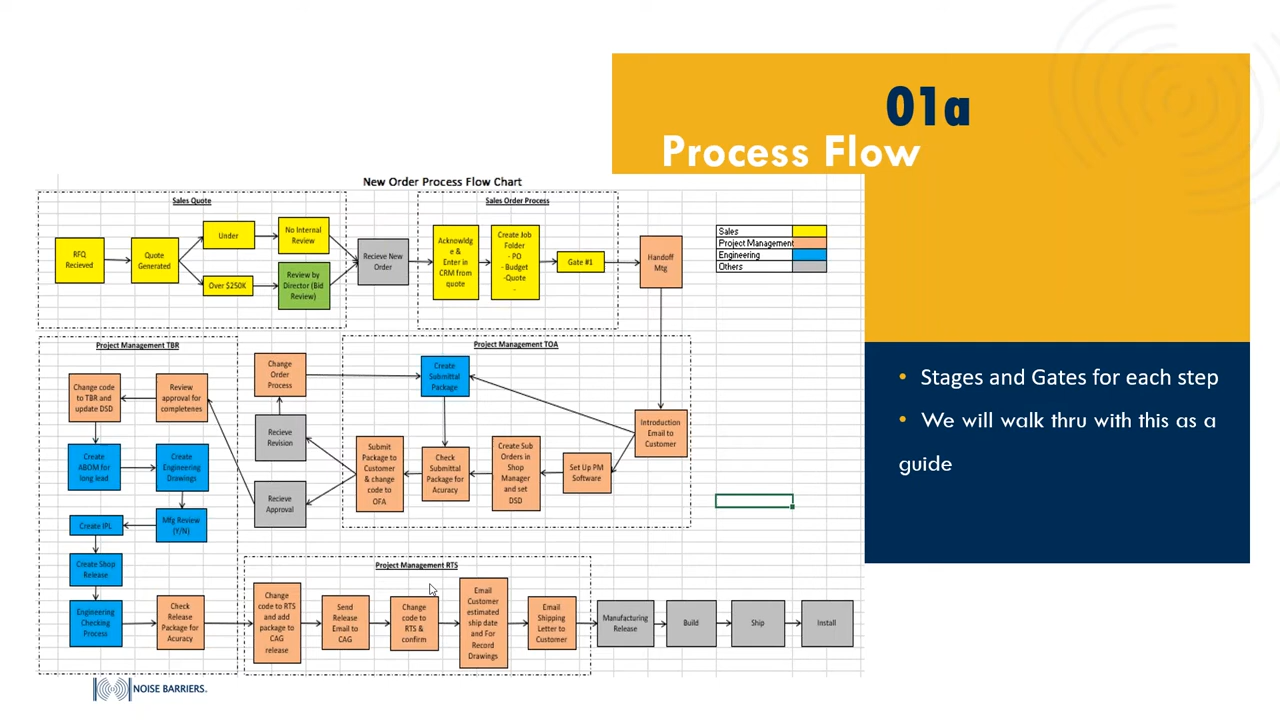 01a
Process Flow
New Order Process Flow Chart
Sales Quote
RFQ
Recieved
Quote
Generated
Under
Over $250K
No Internal
Review
Review by
Director (Bid
Review)
Recieve New
Order
Sales Order Process
Acknowldg
e &
Enter in
CRM from
quote
Create Job
Folder
- PO
- Budget
-Quote
-
Gate #1
Handoff
Mtg
Sales
Project Management
Engineering
Others
Stages and Gates for each step
We will walk thru with this as a
guide
Project Management TBR
Change code
to TBR and
update DSD
Review
approval for
completenes
Create
ABOM for
long lead
Create
Engineering
Drawings
Create IPL
Mfg Review
(Y/N)
Create Shop
Release
Engineering
Checking
Process
Check
Release
Package for
Acuracy
Change
Order
Process
Recieve
Revision
Recieve
Approval
Project Management TOA
Create
Submittal
Package
Introduction
Email to
Customer
Submit
Package to
Customer
& change
code to
OFA
Check
Submittal
Package for
Acuracy
Create Sub
Orders in
Shop
Manager
and set
DSD
Set Up PM
Software
Project Management RTS
Change
code to RTS
and add
package to
CAG
release
Send
Release
Email to
CAG
Change
code to
RTS &
confirm
Email
Customer
estimated
ship date
and For
Record
Drawings
Email
Shipping
Letter to
Customer
Manufacturing
Release
Build
Ship
Install
NOISE BARRIERS.